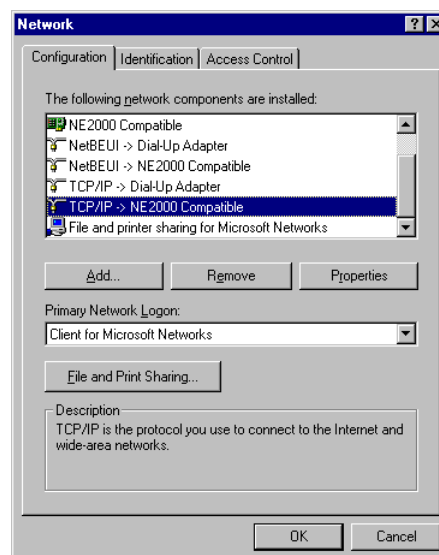 Network
Configuration Identification Access Control
The following network components are installed:
NE2000 Compatible
NetBEUI -> Dial-Up Adapter
NetBEUI -> NE2000 Compatible
TCP/IP -> Dial-Up Adapter
TCP/IP -> NE2000 Compatible
File and printer sharing for Microsoft Networks
Add... Remove Properties
Primary Network Logon:
Client for Microsoft Networks
File and Print Sharing...
Description
TCP/IP is the protocol you use to connect to the Internet and
wide-area networks.
OK Cancel